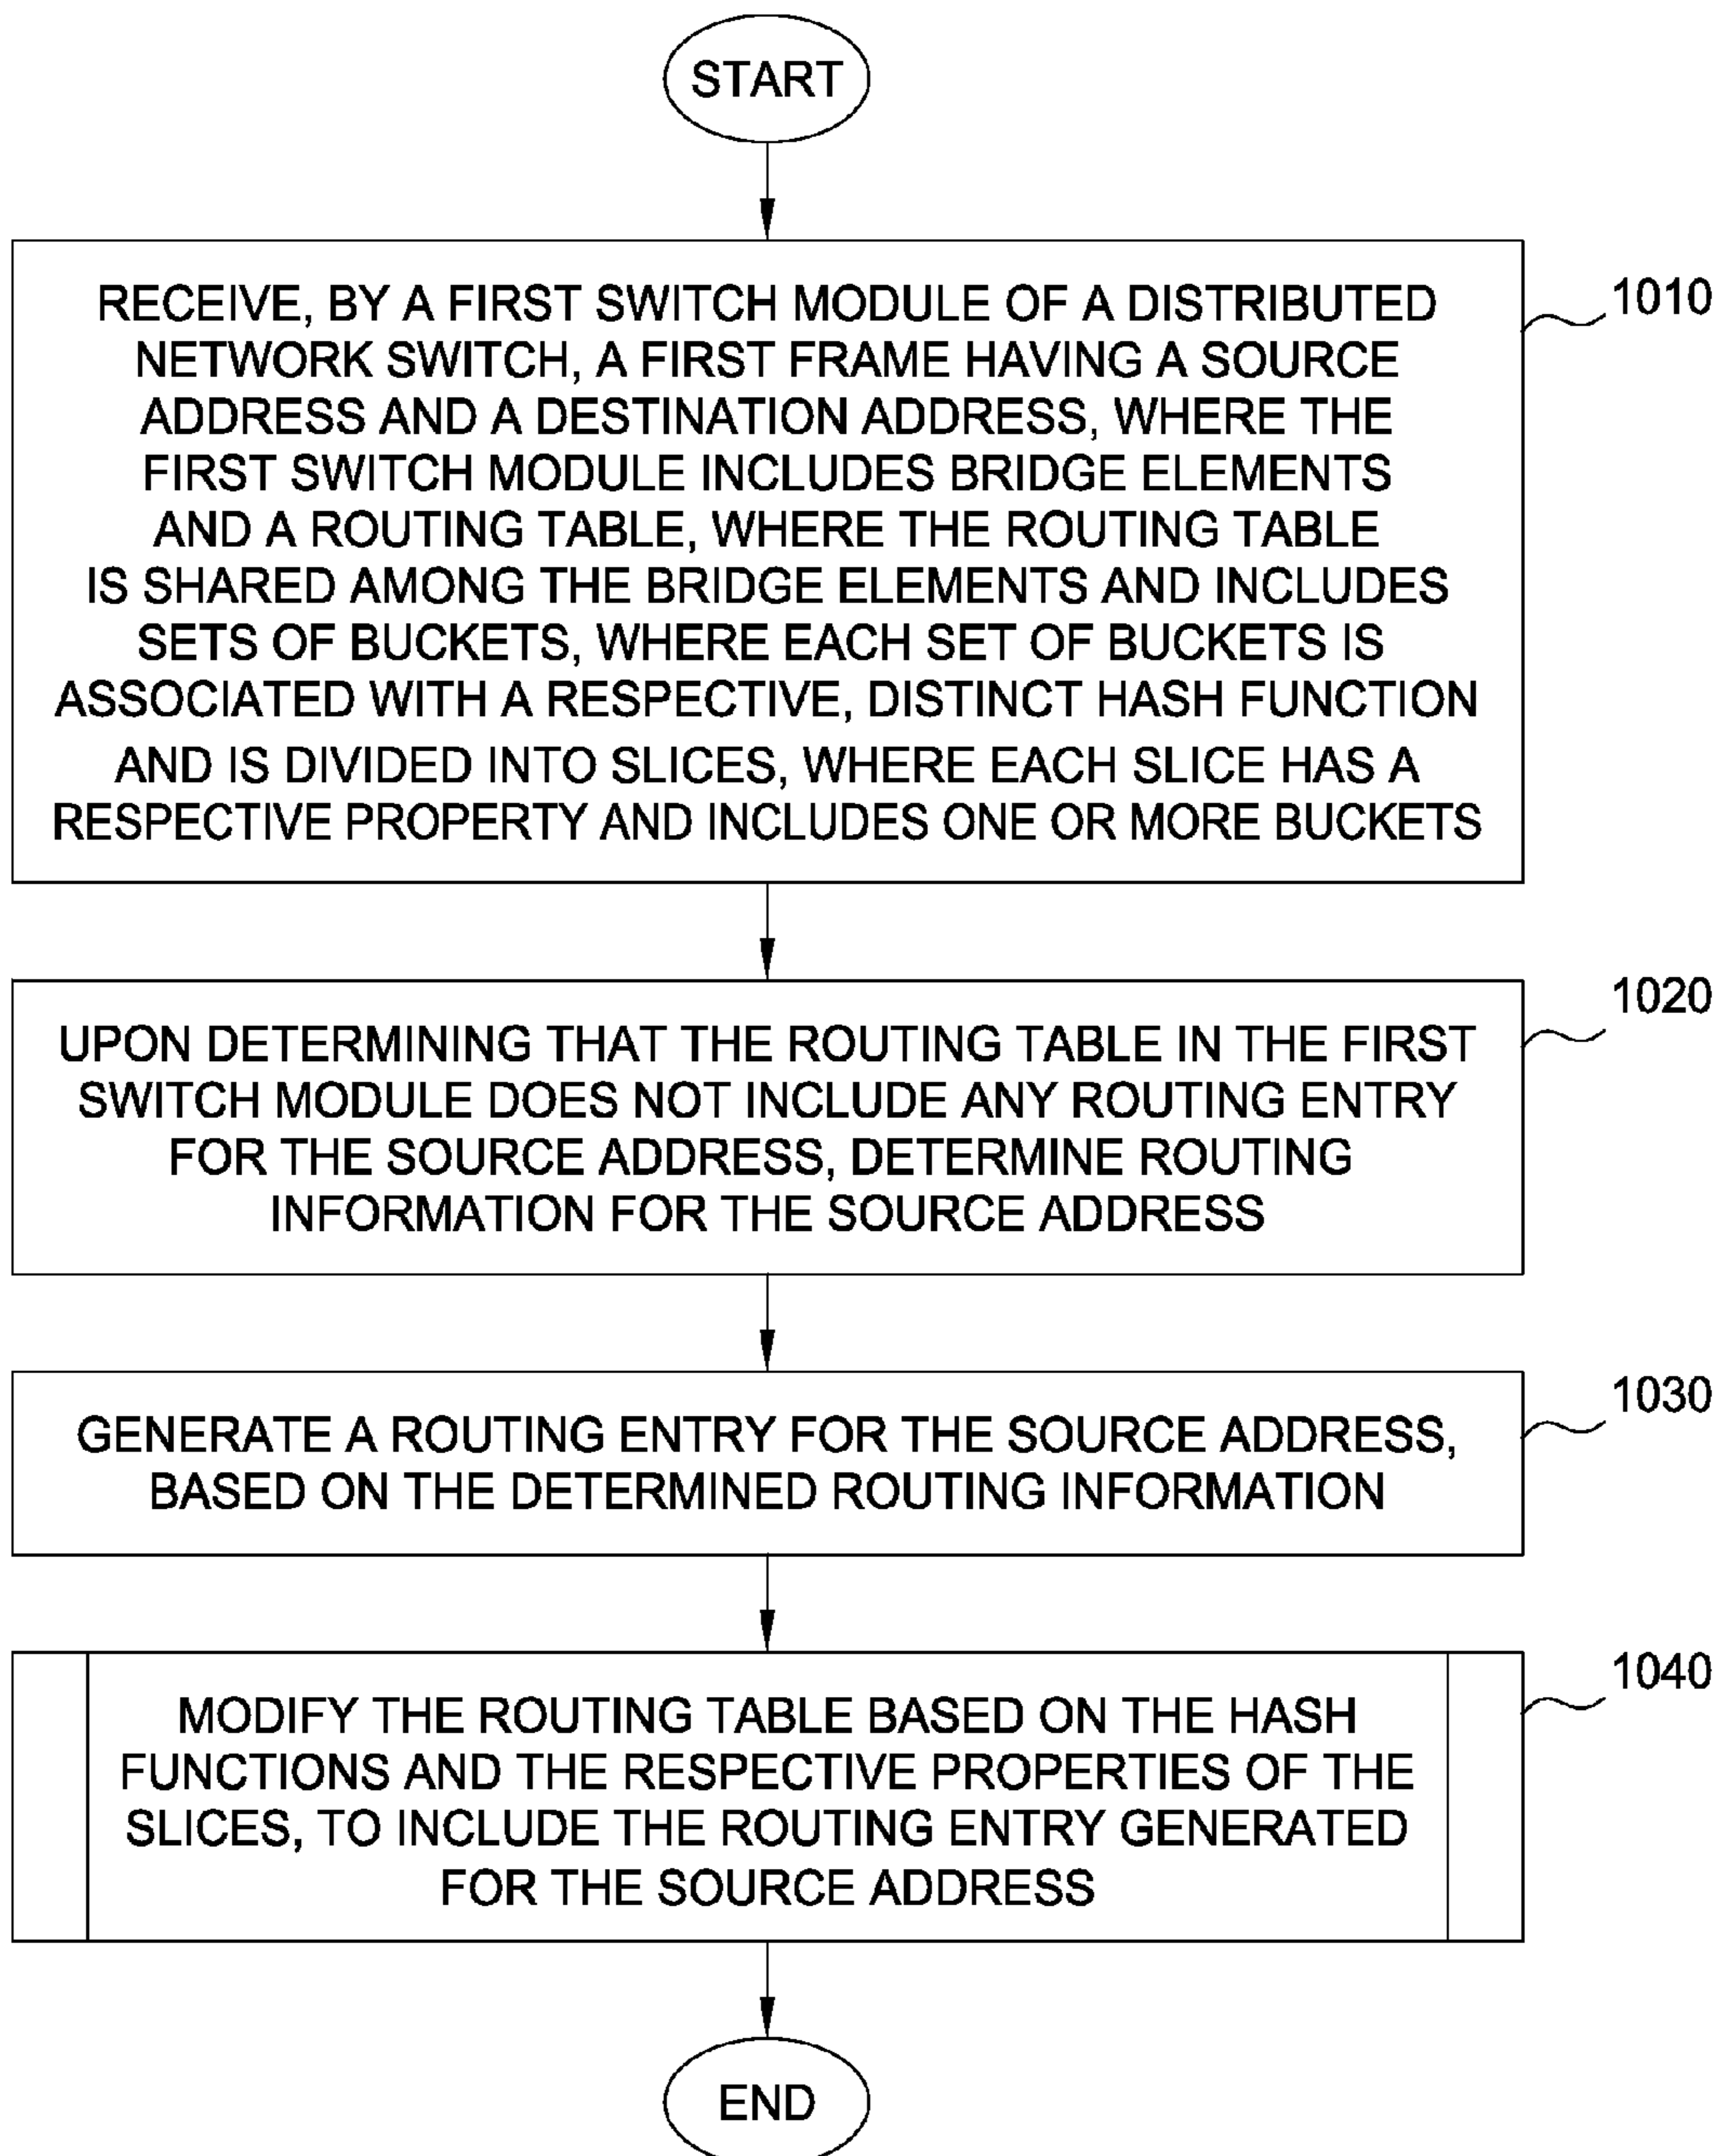 START
RECEIVE, BY A FIRST SWITCH MODULE OF A DISTRIBUTED
NETWORK SWITCH, A FIRST FRAME HAVING A SOURCE
ADDRESS AND A DESTINATION ADDRESS, WHERE THE
FIRST SWITCH MODULE INCLUDES BRIDGE ELEMENTS
AND A ROUTING TABLE, WHERE THE ROUTING TABLE
IS SHARED AMONG THE BRIDGE ELEMENTS AND INCLUDES
SETS OF BUCKETS, WHERE EACH SET OF BUCKETS IS
ASSOCIATED WITH A RESPECTIVE, DISTINCT HASH FUNCTION
AND IS DIVIDED INTO SLICES, WHERE EACH SLICE HAS A
RESPECTIVE PROPERTY AND INCLUDES ONE OR MORE BUCKETS
1010
UPON DETERMINING THAT THE ROUTING TABLE IN THE FIRST
SWITCH MODULE DOES NOT INCLUDE ANY ROUTING ENTRY
FOR THE SOURCE ADDRESS, DETERMINE ROUTING
INFORMATION FOR THE SOURCE ADDRESS
1020
GENERATE A ROUTING ENTRY FOR THE SOURCE ADDRESS,
BASED ON THE DETERMINED ROUTING INFORMATION
1030
MODIFY THE ROUTING TABLE BASED ON THE HASH
FUNCTIONS AND THE RESPECTIVE PROPERTIES OF THE
SLICES, TO INCLUDE THE ROUTING ENTRY GENERATED
FOR THE SOURCE ADDRESS
1040
END